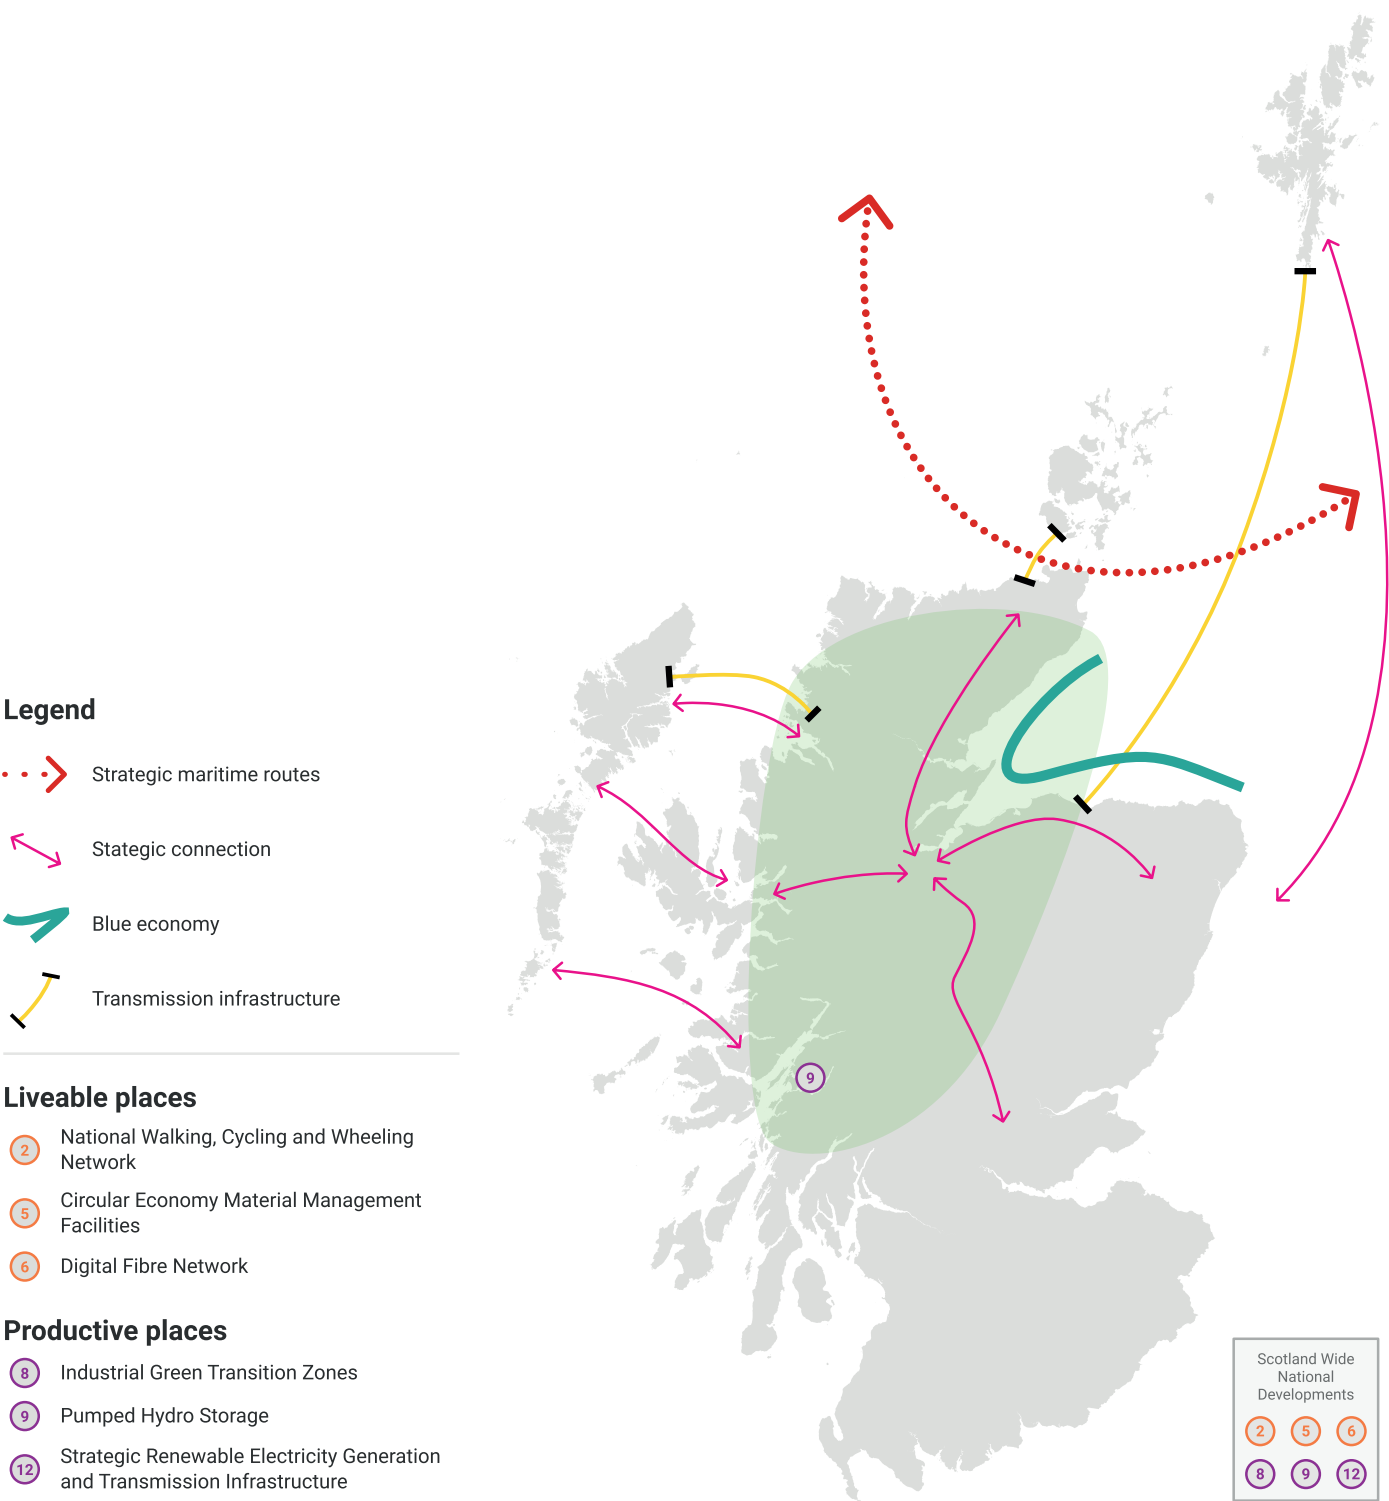 Legend
Strategic maritime routes
Stategic connection
Blue economy
Transmission infrastructure
Liveable places
2 National Walking, Cycling and Wheeling
Network
5 Circular Economy Material Management
Facilities
6 Digital Fibre Network
Productive places
8 Industrial Green Transition Zones
9 Pumped Hydro Storage
12 Strategic Renewable Electricity Generation
and Transmission Infrastructure
9
Scotland Wide
National
Developments
2 5 6
8 9 12